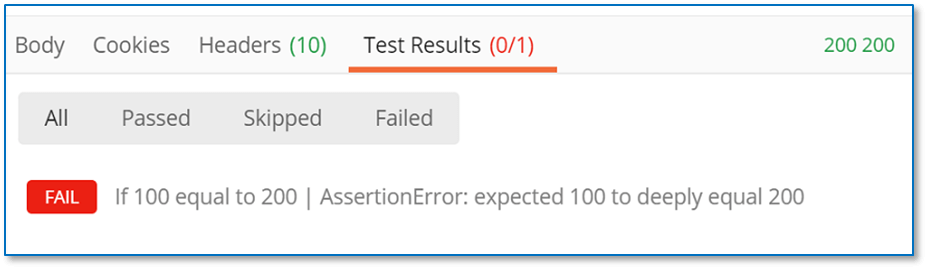 Body Cookies Headers (10) Test Results (0/1) 200 200
All Passed Skipped Failed
FAIL If 100 equal to 200 | AssertionError: expected 100 to deeply equal 200